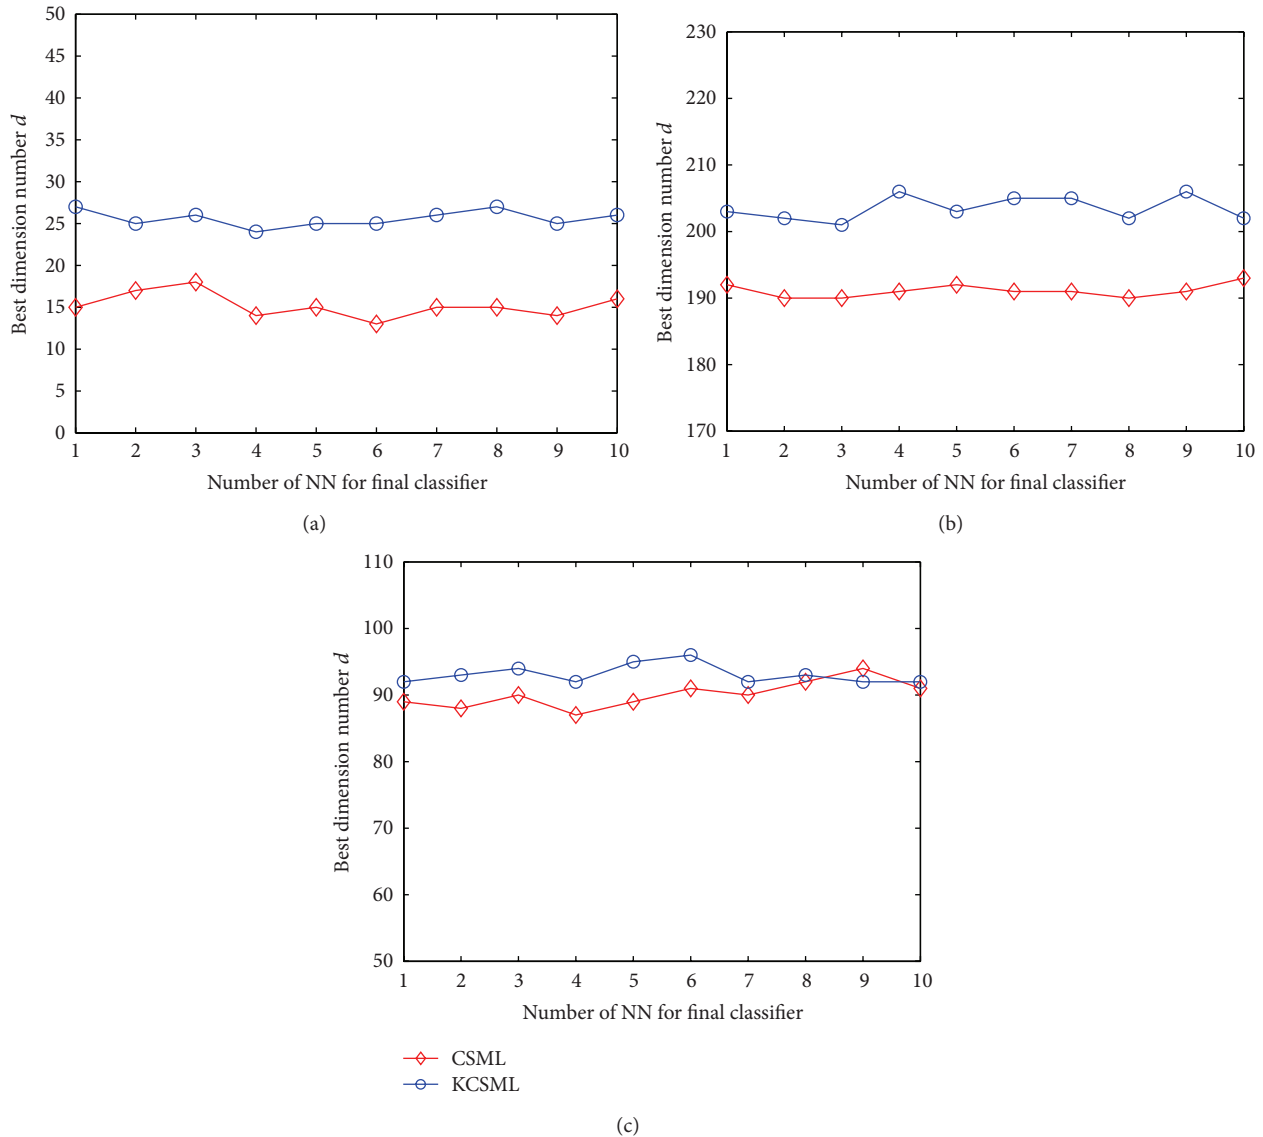 50
45
40
35
30
25
20
15
10
5
0
Best dimension number d
1 2 3 4 5 6 7 8 9 10
Number of NN for final classifier
(a)
230
220
210
200
190
180
170
Best dimension number d
1 2 3 4 5 6 7 8 9 10
Number of NN for final classifier
(b)
110
100
90
80
70
60
50
Best dimension number d
1 2 3 4 5 6 7 8 9 10
Number of NN for final classifier
CSML
KCSML
(c)